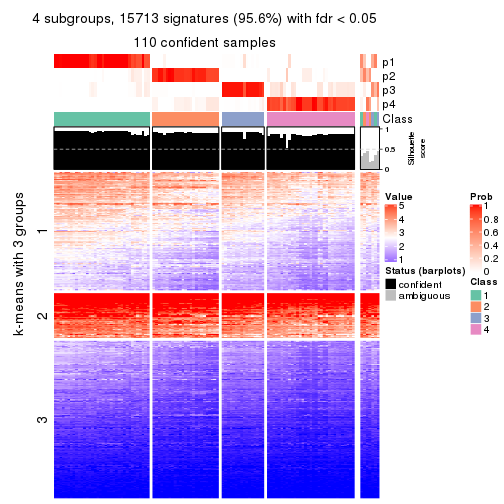 4 subgroups, 15713 signatures (95.6%) with fdr < 0.05
110 confident samples
p1
p2
p3
p4
Class
1
0.5
0
Silhouette
score
k-means with 3 groups
1
2
3
Value
5
4
3
2
1
Status (barplots)
confident
ambiguous
Prob
1
0.8
0.6
0.4
0.2
0
Class
1
2
3
4